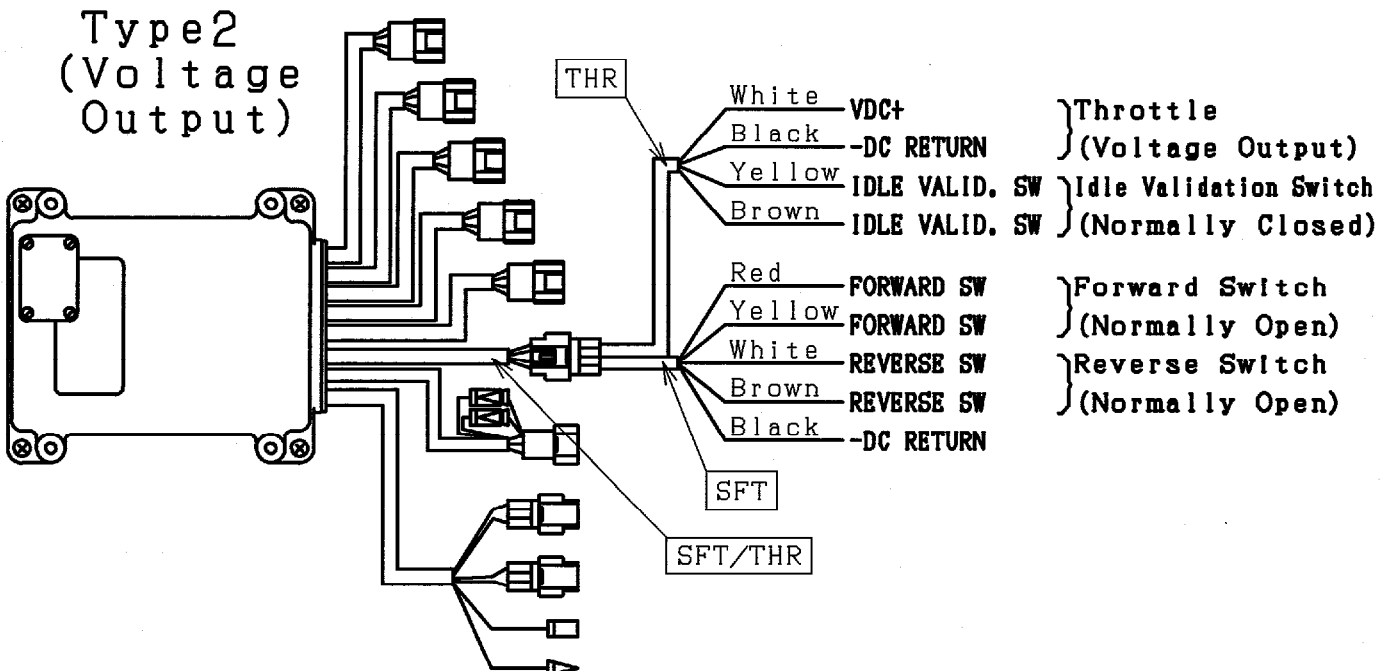 Type2
(Voltage
Output)
THR
White VDC+ Throttle
Black -DC RETURN (Voltage Output)
Yellow IDLE VALID. SW Idle Validation Switch
Brown IDLE VALID. SW (Normally Closed)
Red FORWARD SW Forward Switch
Yellow FORWARD SW (Normally Open)
White REVERSE SW Reverse Switch
Brown REVERSE SW (Normally Open)
Black -DC RETURN
SFT
SFT/THR